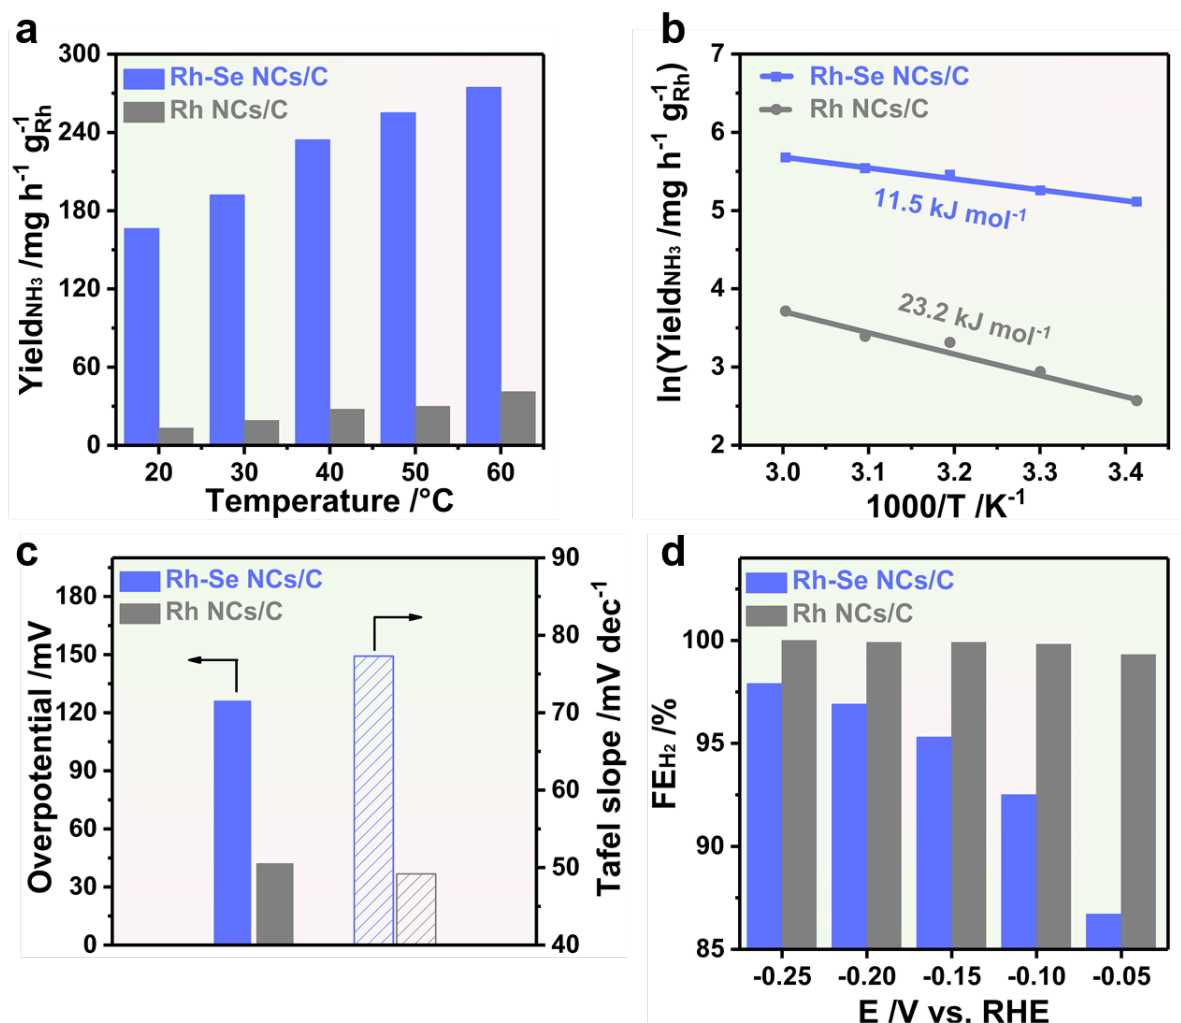 a
300
240
180
120
60
0
Yield_NH₃ /mg h⁻¹ g⁻¹_Rh
Rh-Se NCs/C
Rh NCs/C
20 30 40 50 60
Temperature /°C
b
7
6
5
4
3
2
ln(Yield_NH₃ /mg h⁻¹ g⁻¹_Rh)
Rh-Se NCs/C
Rh NCs/C
11.5 kJ mol⁻¹
23.2 kJ mol⁻¹
3.0 3.1 3.2 3.3 3.4
1000/T /K⁻¹
c
180
150
120
90
60
30
0
Overpotential /mV
Rh-Se NCs/C
Rh NCs/C
90
80
70
60
50
40
Tafel slope /mV dec⁻¹
d
100
95
90
85
FE_H₂ /%
Rh-Se NCs/C
Rh NCs/C
-0.25 -0.20 -0.15 -0.10 -0.05
E /V vs. RHE